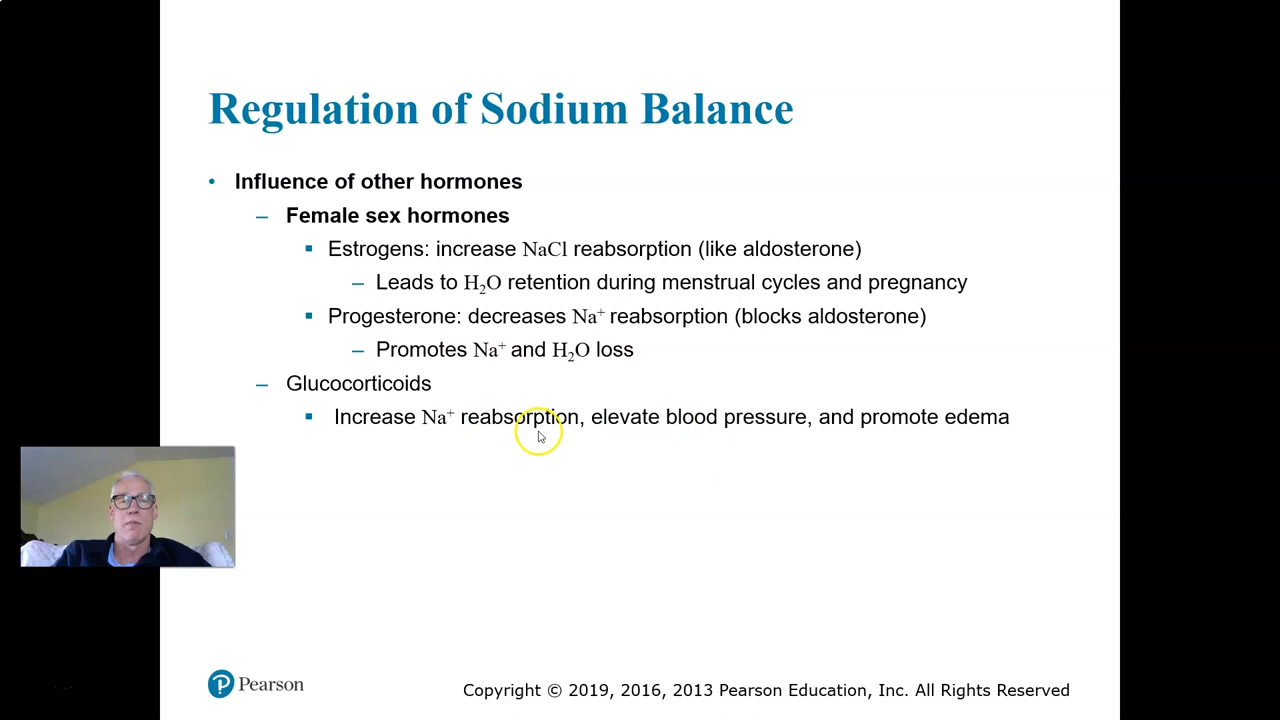 Regulation of Sodium Balance
• Influence of other hormones
– Female sex hormones
▪ Estrogens: increase NaCl reabsorption (like aldosterone)
– Leads to H₂O retention during menstrual cycles and pregnancy
▪ Progesterone: decreases Na⁺ reabsorption (blocks aldosterone)
– Promotes Na⁺ and H₂O loss
– Glucocorticoids
▪ Increase Na⁺ reabsorption, elevate blood pressure, and promote edema
P Pearson
Copyright © 2019, 2016, 2013 Pearson Education, Inc. All Rights Reserved